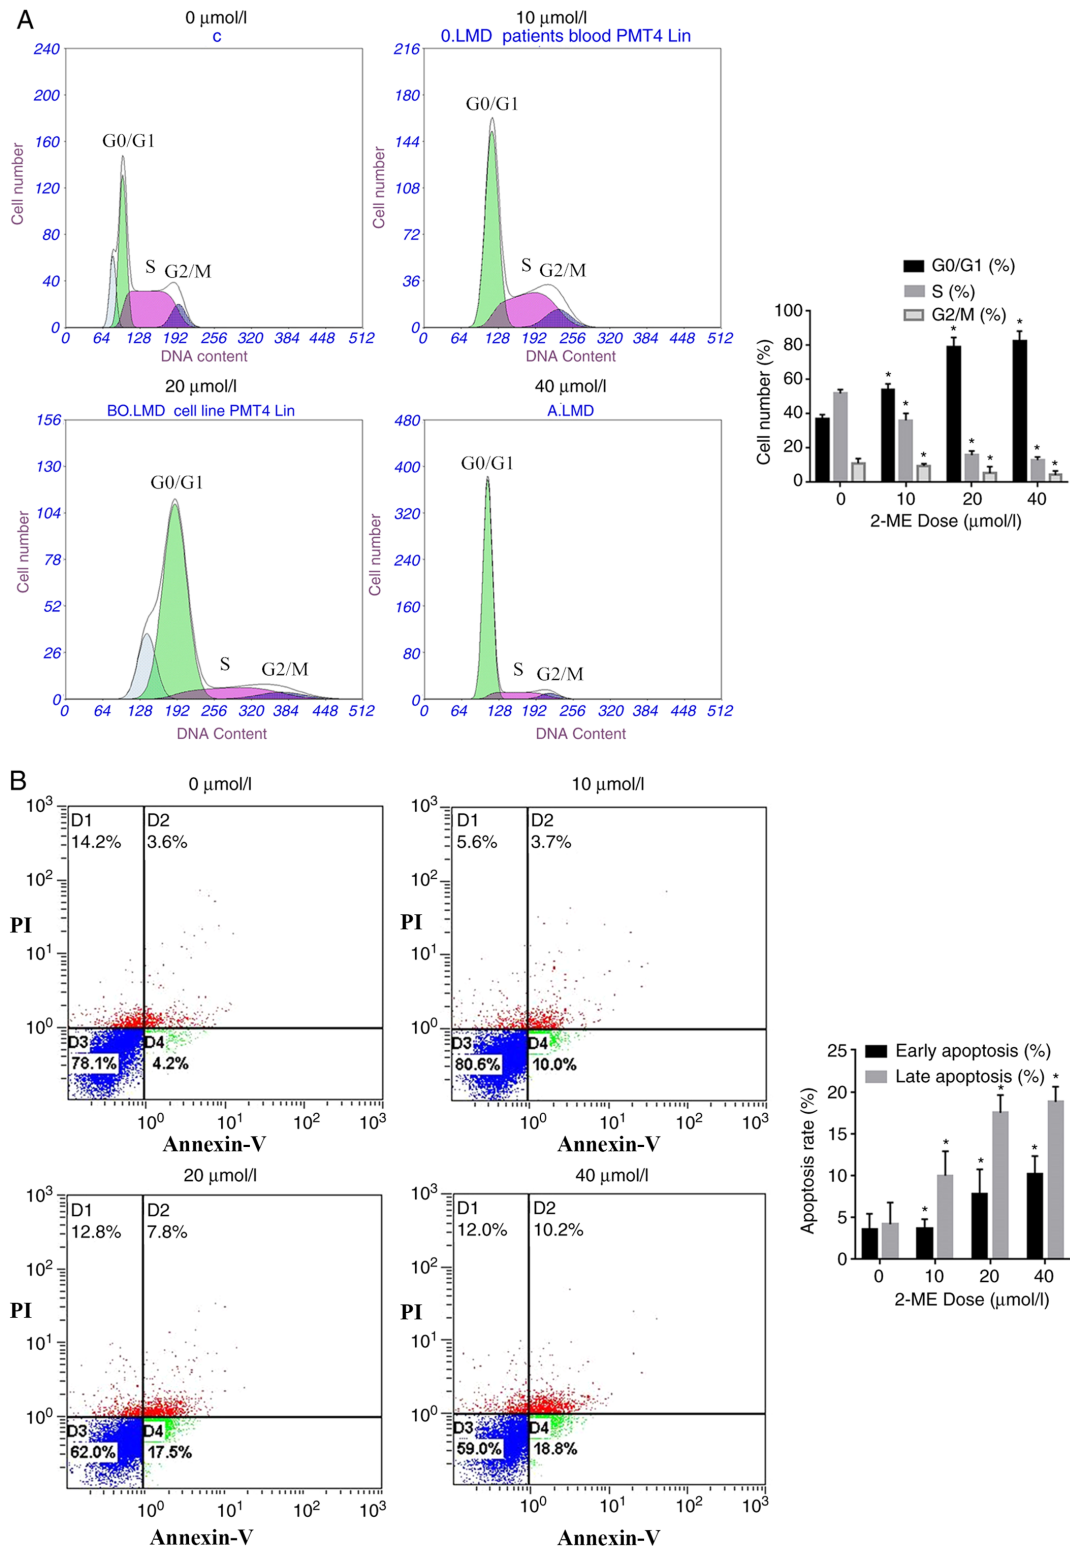 A
0 μmol/l
c
240
200
160
120
80
40
0
Cell number
G0/G1
S
G2/M
0 64 128 192 256 320 384 448 512
DNA content
10 μmol/l
0.LMD patients blood PMT4 Lin
216
180
144
108
72
36
0
Cell number
G0/G1
S
G2/M
0 64 128 192 256 320 384 448 512
DNA Content
20 μmol/l
BO.LMD cell line PMT4 Lin
156
130
104
78
52
26
0
Cell number
G0/G1
S
G2/M
0 64 128 192 256 320 384 448 512
DNA Content
40 μmol/l
A.LMD
480
400
320
240
160
80
0
Cell number
G0/G1
S
G2/M
0 64 128 192 256 320 384 448 512
DNA Content
G0/G1 (%)
S (%)
G2/M (%)
100
80
60
40
20
0
Cell number (%)
* * * * * * * * *
0 10 20 40
2-ME Dose (μmol/l)
B
0 μmol/l
10³
10²
10¹
10⁰
PI
D1
14.2%
D2
3.6%
D3
78.1%
D4
4.2%
10⁰ 10¹ 10² 10³
Annexin-V
10 μmol/l
10³
10²
10¹
10⁰
PI
D1
5.6%
D2
3.7%
D3
80.6%
D4
10.0%
10⁰ 10¹ 10² 10³
Annexin-V
20 μmol/l
10³
10²
10¹
10⁰
PI
D1
12.8%
D2
7.8%
D3
62.0%
D4
17.5%
10⁰ 10¹ 10² 10³
Annexin-V
40 μmol/l
10³
10²
10¹
10⁰
PI
D1
12.0%
D2
10.2%
D3
59.0%
D4
18.8%
10⁰ 10¹ 10² 10³
Annexin-V
Early apoptosis (%)
Late apoptosis (%)
25
20
15
10
5
0
Apoptosis rate (%)
* * * * * *
0 10 20 40
2-ME Dose (μmol/l)